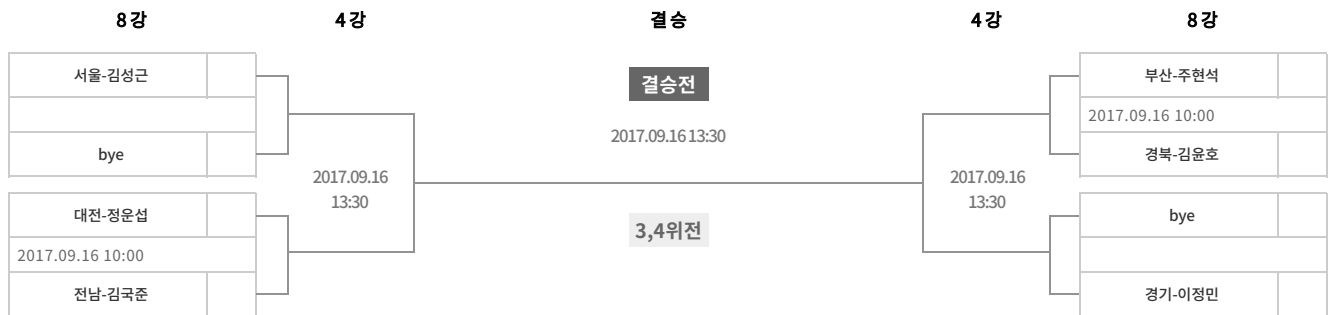 8강
4강
결승
4강
8강
서울-김성근
bye
대전-정운섭
2017.09.16 10:00
전남-김국준
2017.09.16
13:30
결승전
2017.09.16 13:30
3,4위전
2017.09.16
13:30
부산-주현석
2017.09.16 10:00
경북-김윤호
bye
경기-이정민